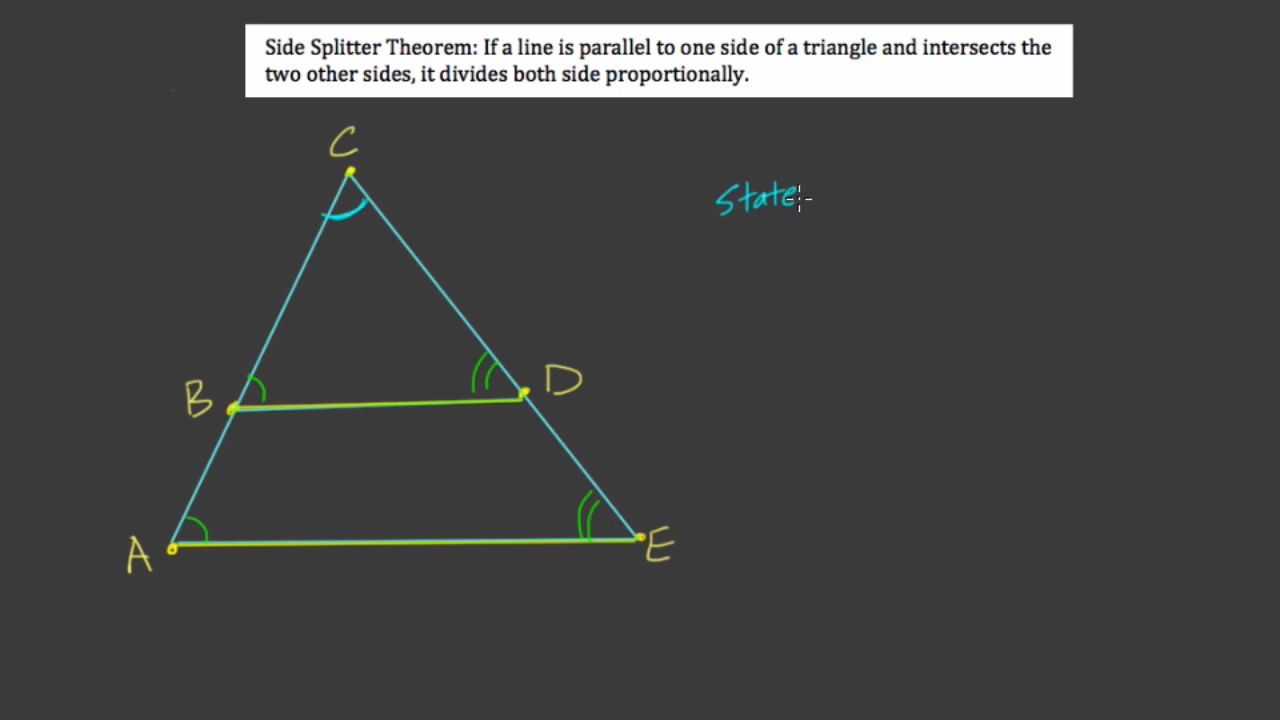 Side Splitter Theorem: If a line is parallel to one side of a triangle and intersects the
two other sides, it divides both side proportionally.
C
State
B
D
A
E